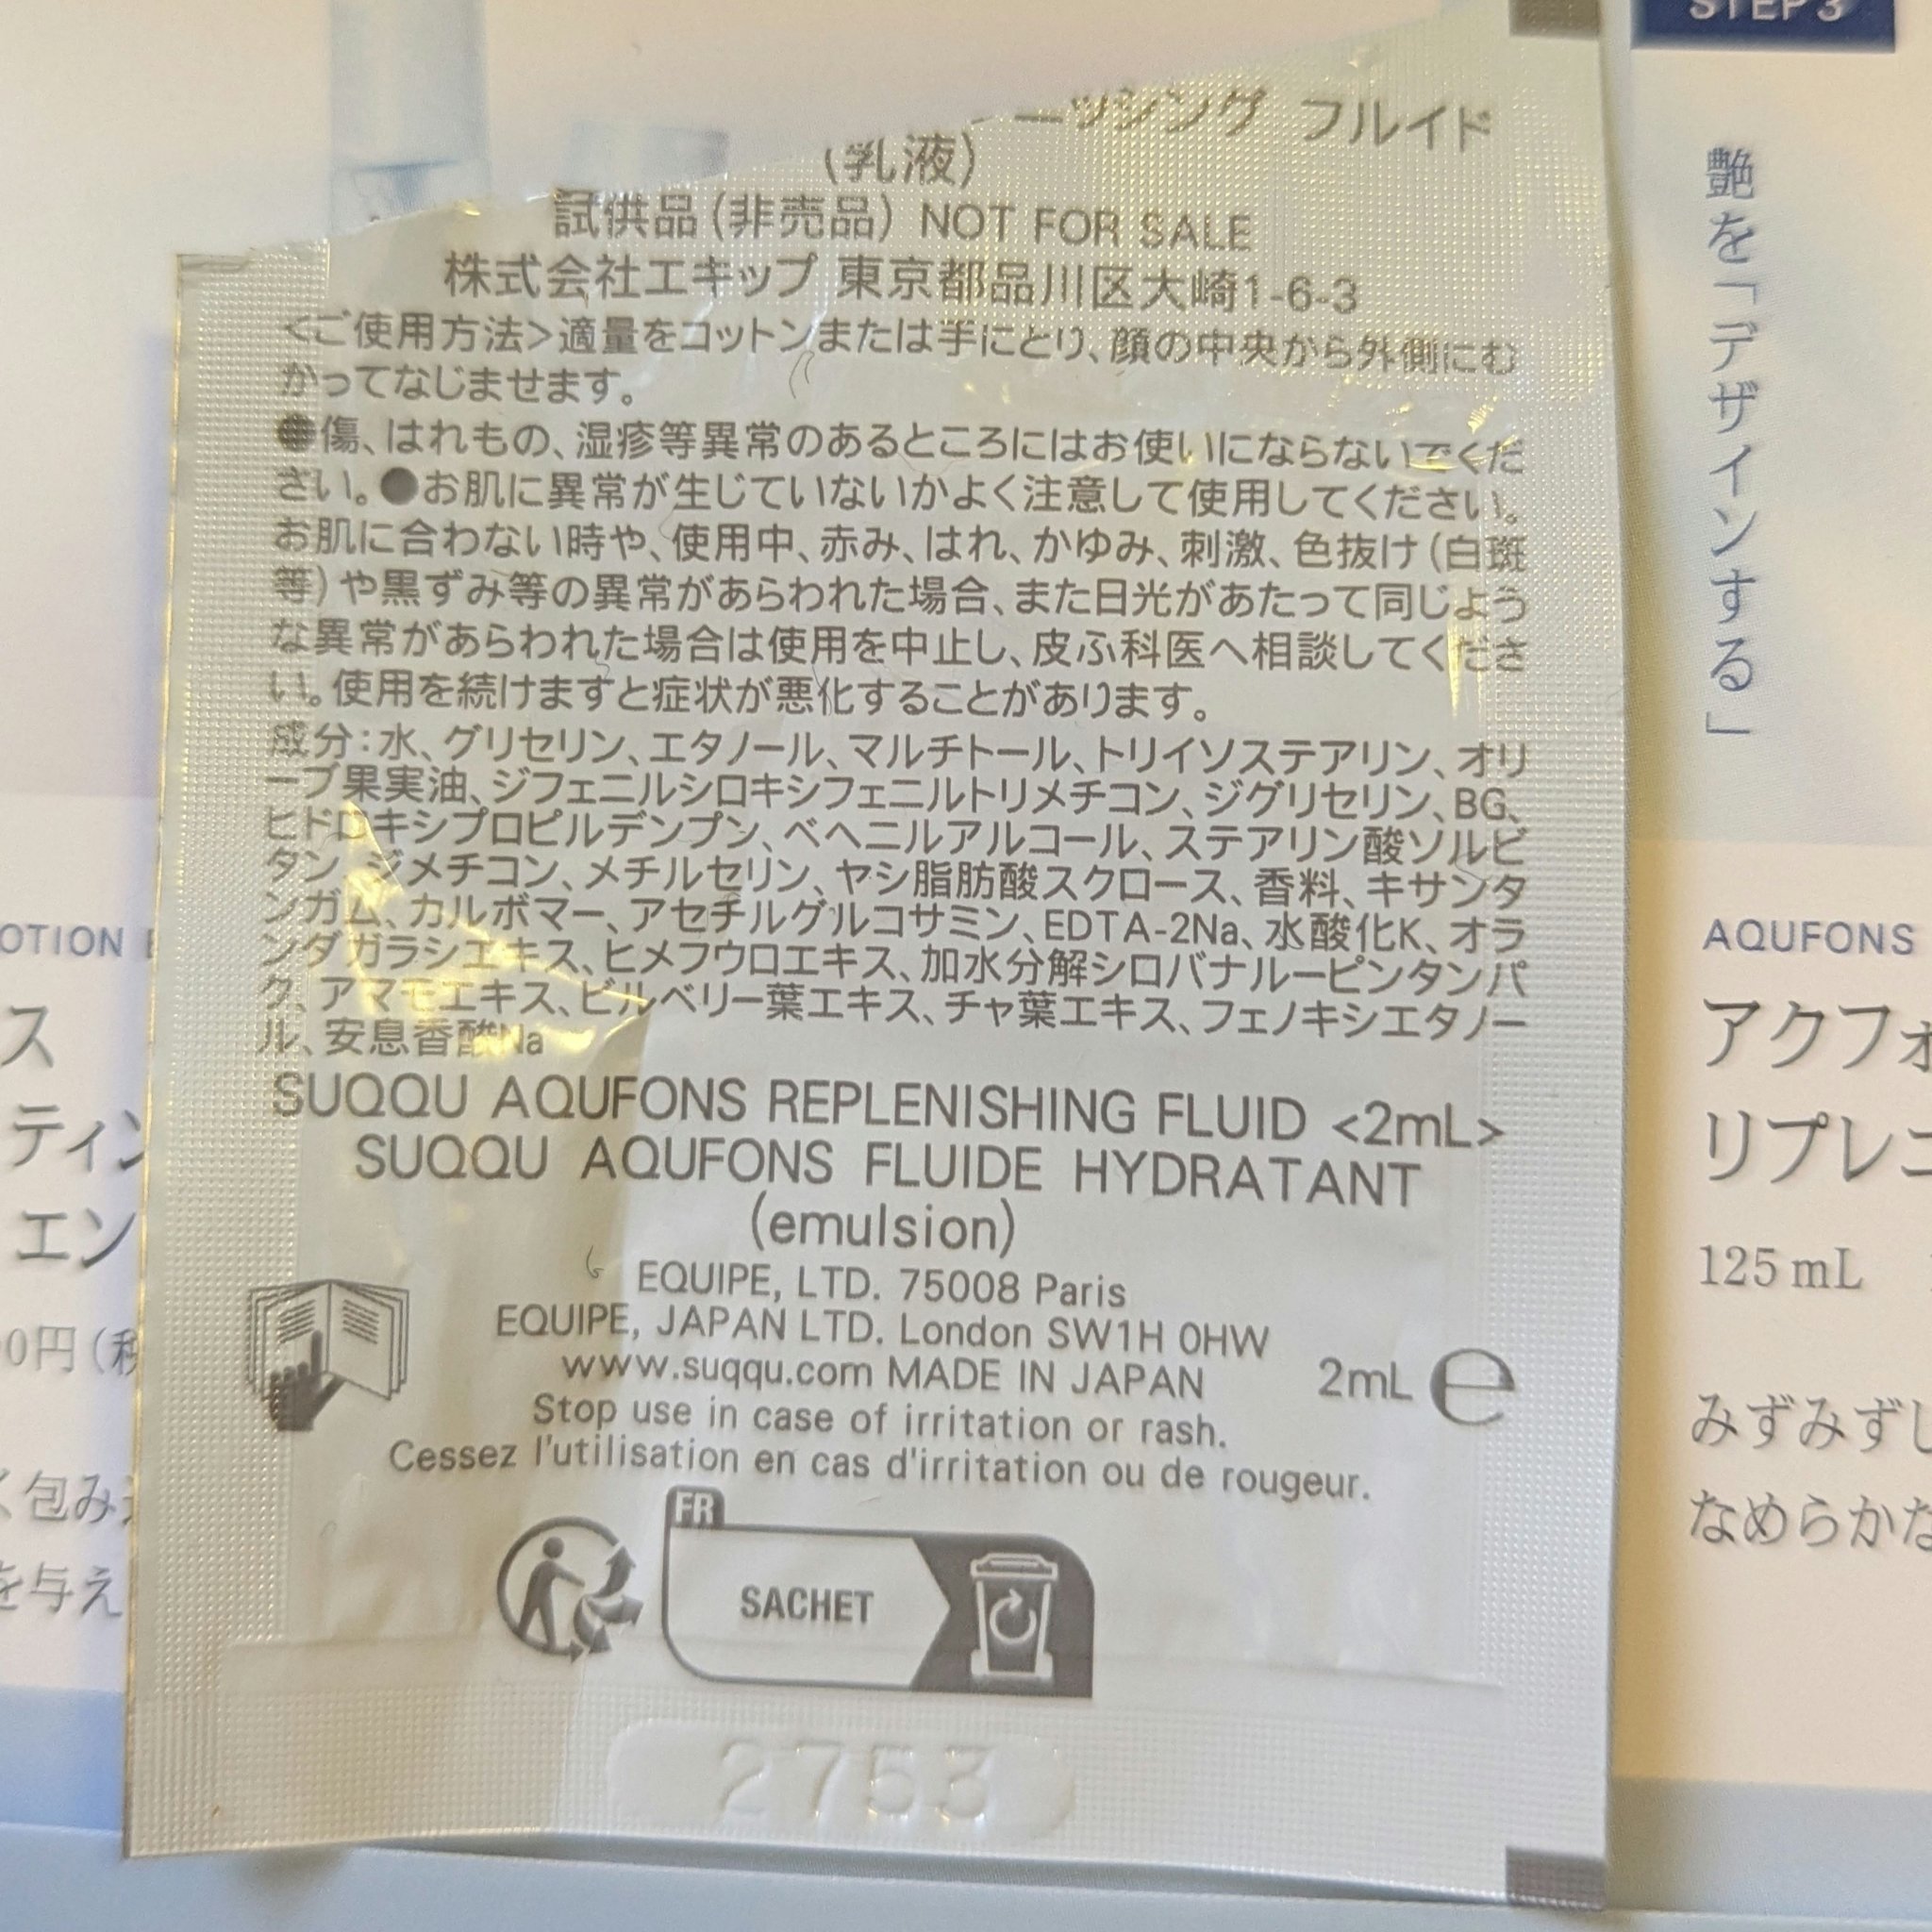 STEP 3
ーッシング フルイド
(乳液)
試供品(非売品) NOT FOR SALE
株式会社エキップ 東京都品川区大崎1-6-3
<ご使用方法>適量をコットンまたは手にとり、顔の中央から外側にむ
かってなじませます。
●傷、はれもの、湿疹等異常のあるところにはお使いにならないでくだ
さい。●お肌に異常が生じていないかよく注意して使用してください。
お肌に合わない時や、使用中、赤み、はれ、かゆみ、刺激、色抜け(白斑
等)や黒ずみ等の異常があらわれた場合、また日光があたって同じよう
な異常があらわれた場合は使用を中止し、皮ふ科医へ相談してくださ
い。使用を続けますと症状が悪化することがあります。
成分:水、グリセリン、エタノール、マルチトール、トリイソステアリン、オリ
ーブ果実油、ジフェニルシロキシフェニルトリメチコン、ジグリセリン、BG、
ヒドロキシプロピルデンプン、ベヘニルアルコール、ステアリン酸ソルビ
タン、ジメチコン、メチルセリン、ヤシ脂肪酸スクロース、香料、キサンタ
ンガム、カルボマー、アセチルグルコサミン、EDTA-2Na、水酸化K、オラ
ンダガラシエキス、ヒメフウロエキス、加水分解シロバナルーピンタンパ
ク、アマモエキス、ビルベリー葉エキス、チャ葉エキス、フェノキシエタノー
ル、安息香酸Na
SUQQU AQUFONS REPLENISHING FLUID <2mL>
SUQQU AQUFONS FLUIDE HYDRATANT
(emulsion)
EQUIPE, LTD. 75008 Paris
EQUIPE, JAPAN LTD. London SW1H 0HW
www.suqqu.com MADE IN JAPAN
2mL ℮
Stop use in case of irritation or rash.
Cessez l'utilisation en cas d'irritation ou de rougeur.
FR
SACHET
2753
艶を「デザインする」
AQUFONS
アクフォ
リプレニ
125 mL
みずみずし
なめらかな
OTION
ス
ティン
エン
0円(税
く包み
を与え